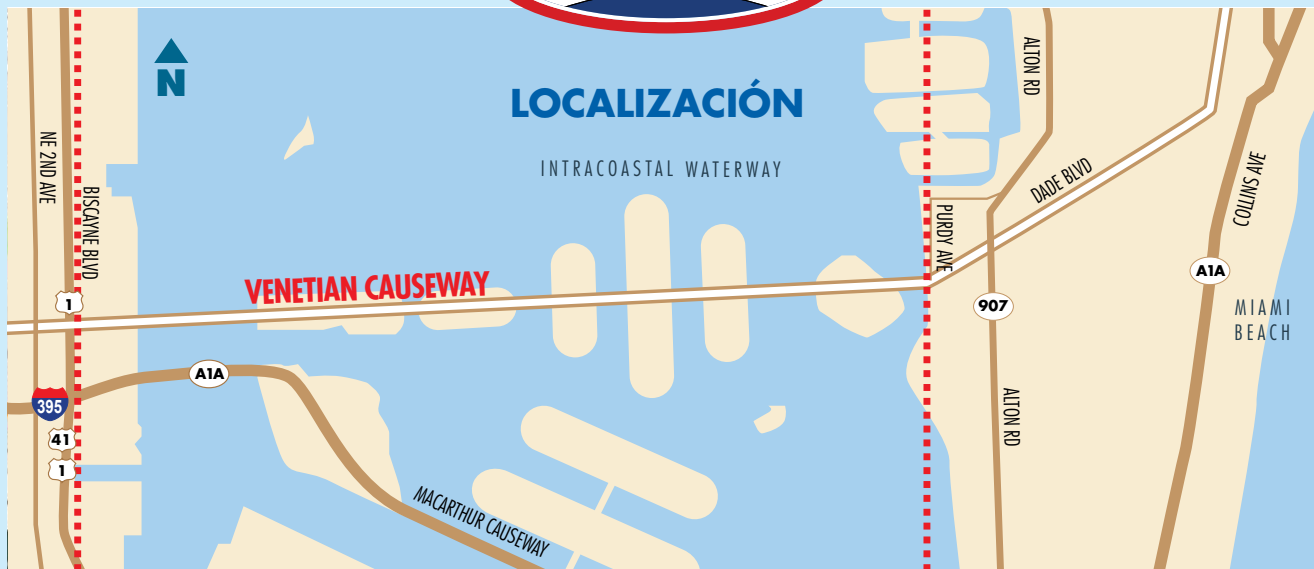 N
LOCALIZACIÓN
INTRACOASTAL WATERWAY
ALTON RD
NE 2ND AVE
BISCAYNE BLVD
DADE BLVD
COLLINS AVE
PURDY AVE
VENETIAN CAUSEWAY
1
A1A
907
MIAMI
BEACH
A1A
395
41
1
ALTON RD
MACARTHUR CAUSEWAY